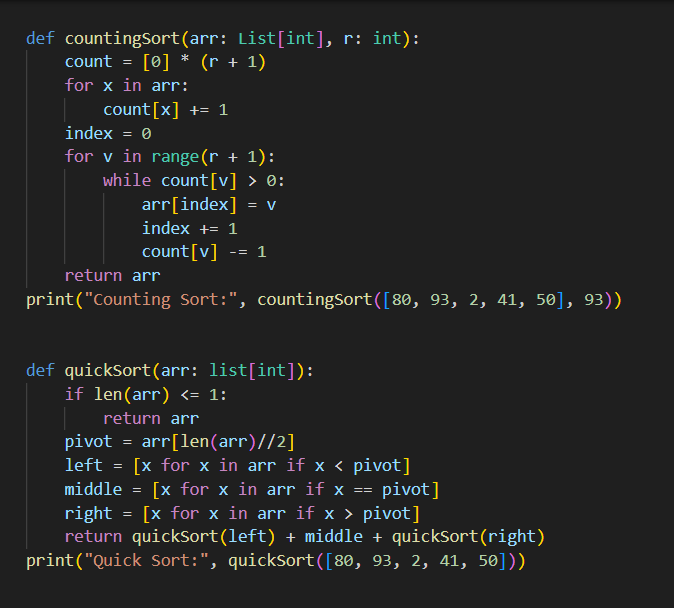 def countingSort(arr: List[int], r: int):
    count = [0] * (r + 1)
    for x in arr:
        count[x] += 1
    index = 0
    for v in range(r + 1):
        while count[v] > 0:
            arr[index] = v
            index += 1
            count[v] -= 1
    return arr
print("Counting Sort:", countingSort([80, 93, 2, 41, 50], 93))
def quickSort(arr: list[int]):
    if len(arr) <= 1:
        return arr
    pivot = arr[len(arr)//2]
    left = [x for x in arr if x < pivot]
    middle = [x for x in arr if x == pivot]
    right = [x for x in arr if x > pivot]
    return quickSort(left) + middle + quickSort(right)
print("Quick Sort:", quickSort([80, 93, 2, 41, 50]))